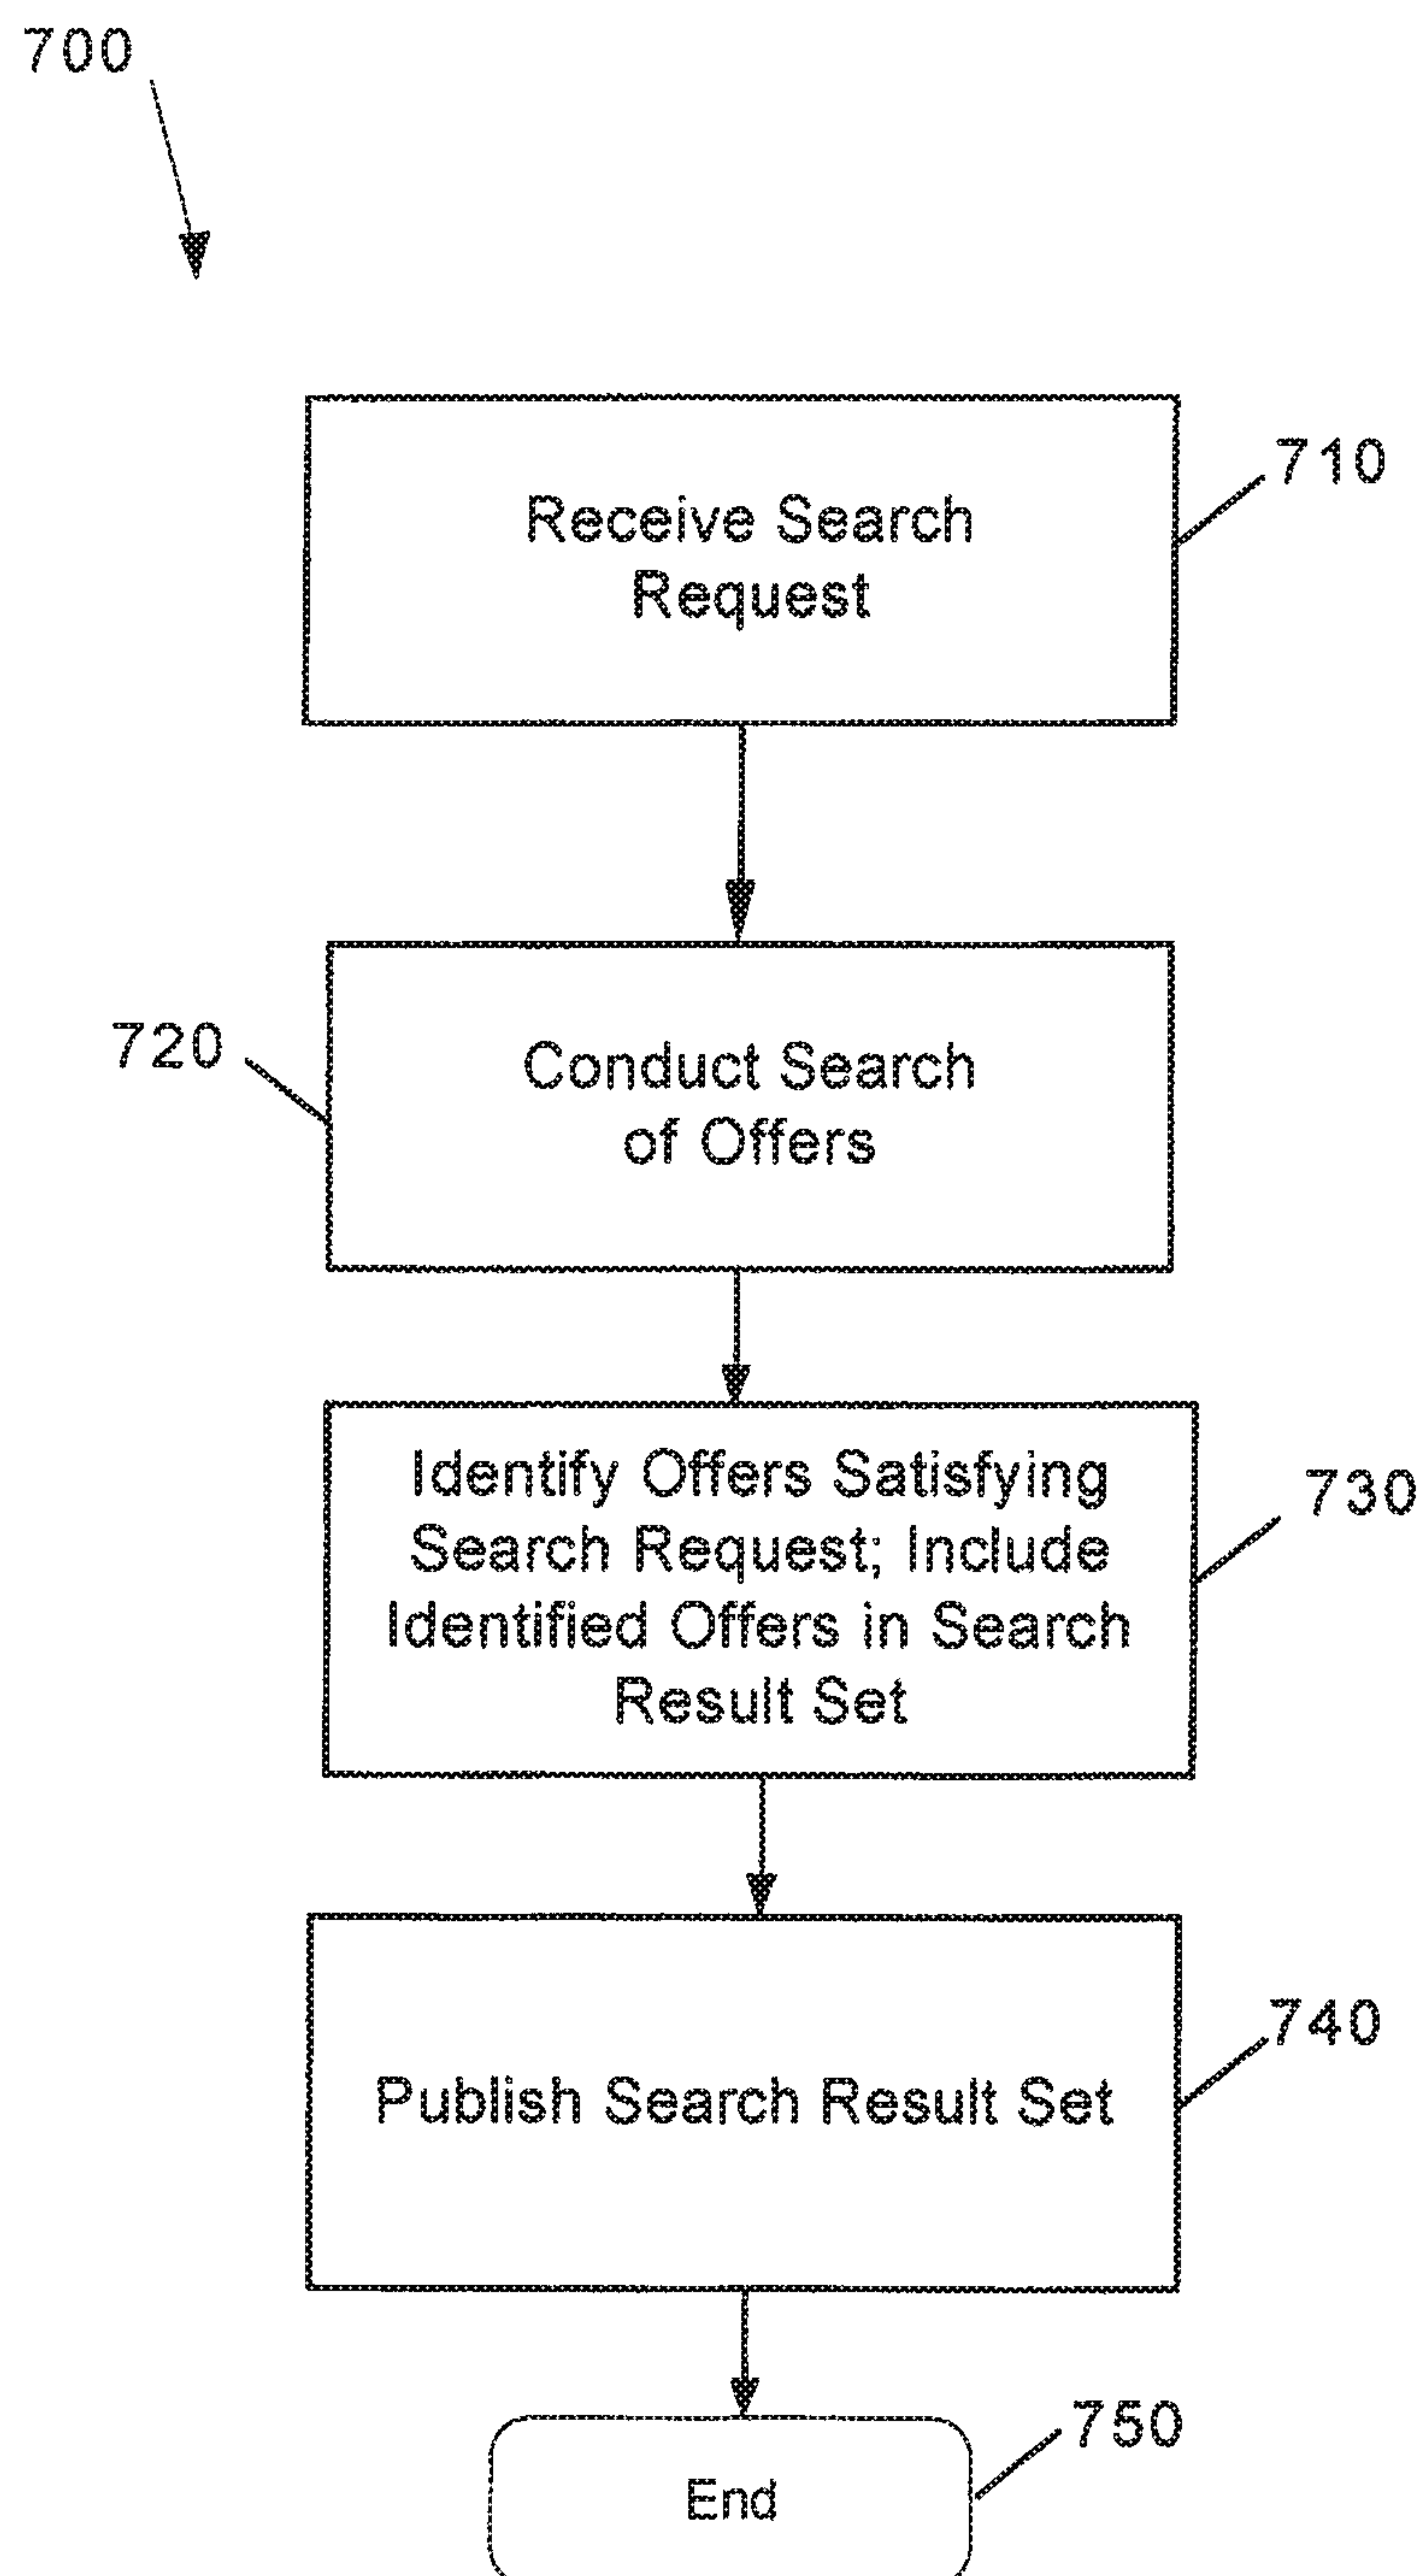 700
710
Receive Search
Request
720
Conduct Search
of Offers
730
Identify Offers Satisfying
Search Request; Include
Identified Offers in Search
Result Set
740
Publish Search Result Set
750
End